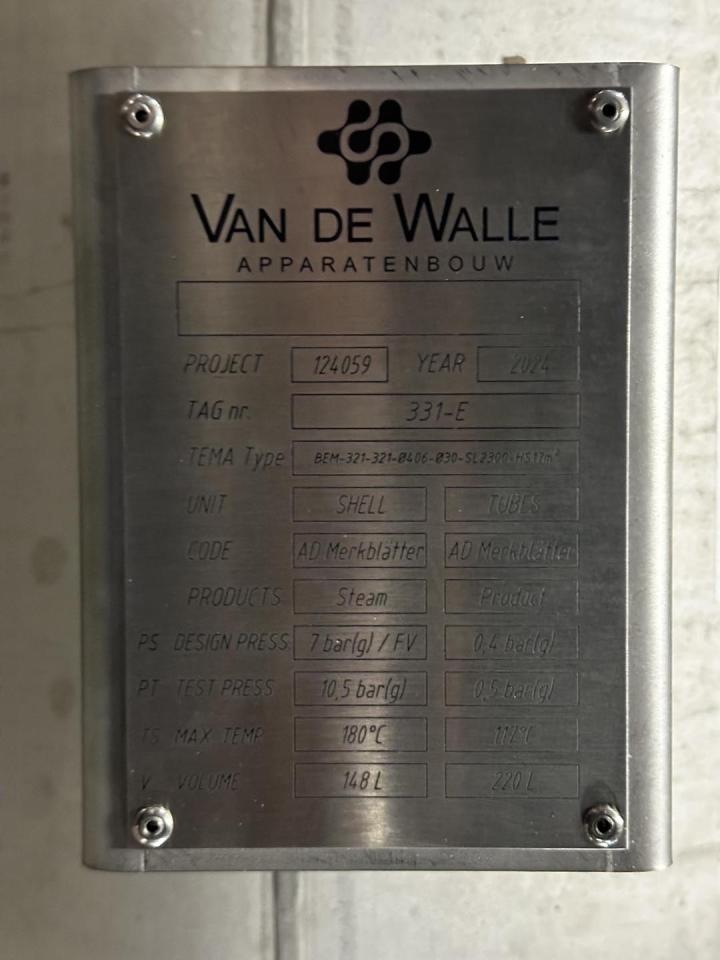 VAN DE WALLE
APPARATENBOUW
PROJECT 124059 YEAR 2024
TAG nr. 331-E
TEMA Type BEM-321-321-Ø406-Ø30-SL2300-HS17m²
UNIT SHELL TUBES
CODE AD Merkblätter AD Merkblätter
PRODUCTS Steam Product
PS DESIGN PRESS 7 bar(g) / FV 0,4 bar(g)
PT TEST PRESS 10,5 bar(g) 0,5 bar(g)
TS MAX. TEMP 180°C 112°C
V VOLUME 148 L 220 L